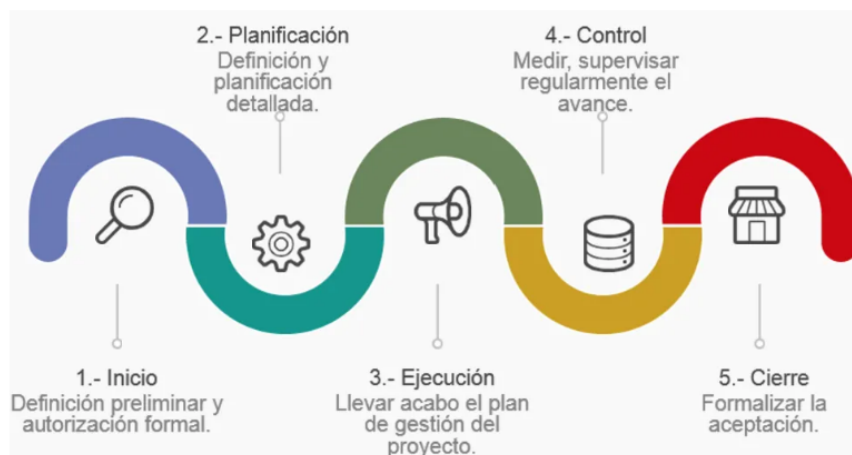 1.- Inicio
Definición preliminar y
autorización formal.
2.- Planificación
Definición y
planificación
detallada.
3.- Ejecución
Llevar acabo el plan
de gestión del
proyecto.
4.- Control
Medir, supervisar
regularmente el
avance.
5.- Cierre
Formalizar la
aceptación.